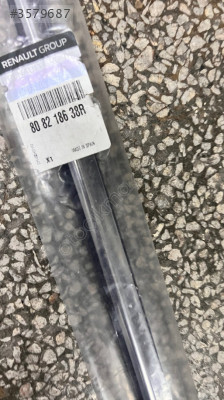 #3579687
RENAULT GROUP
80 82 186 38R
X1
MADE IN SPAIN